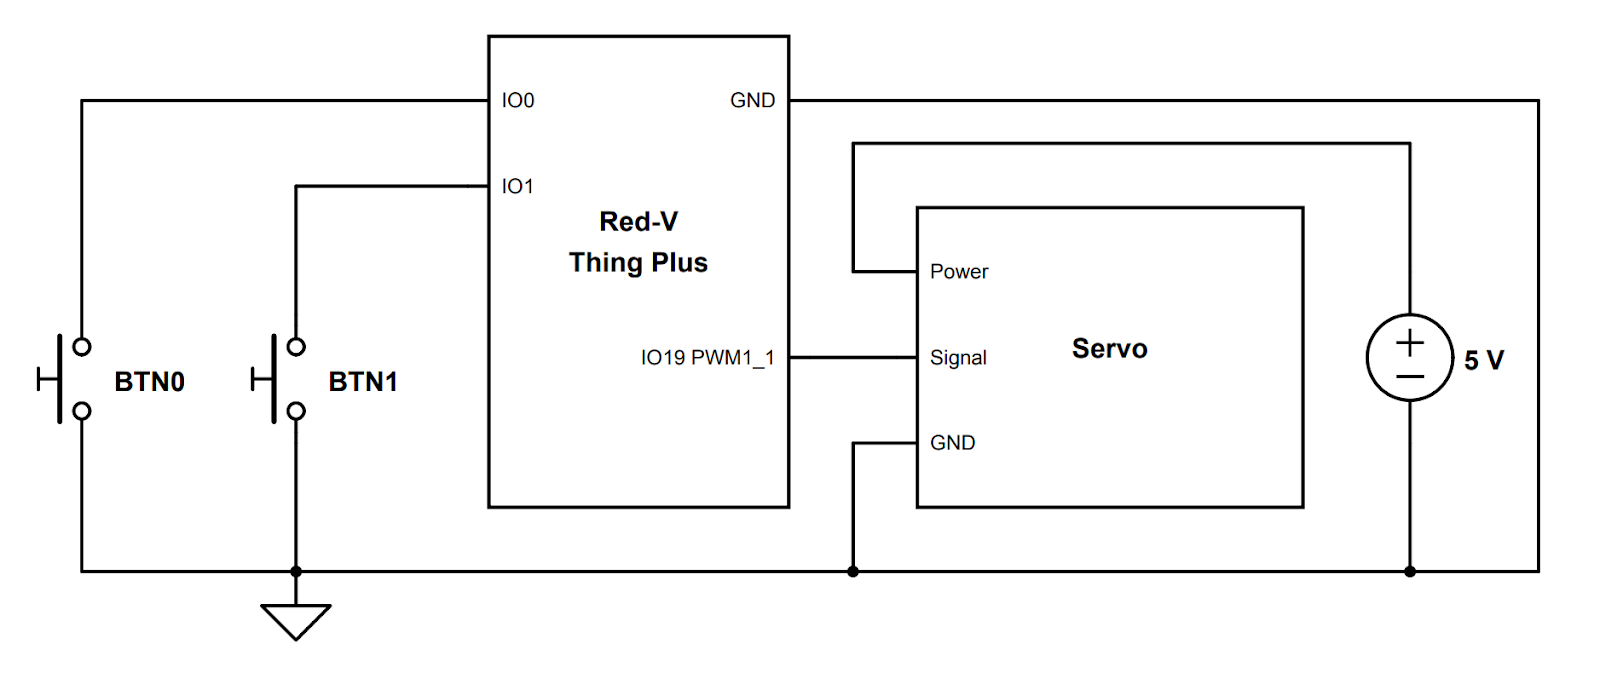 IO0
GND
IO1
Red-V
Thing Plus
Power
IO19 PWM1_1
Signal
Servo
+
−
5 V
BTN0
BTN1
GND